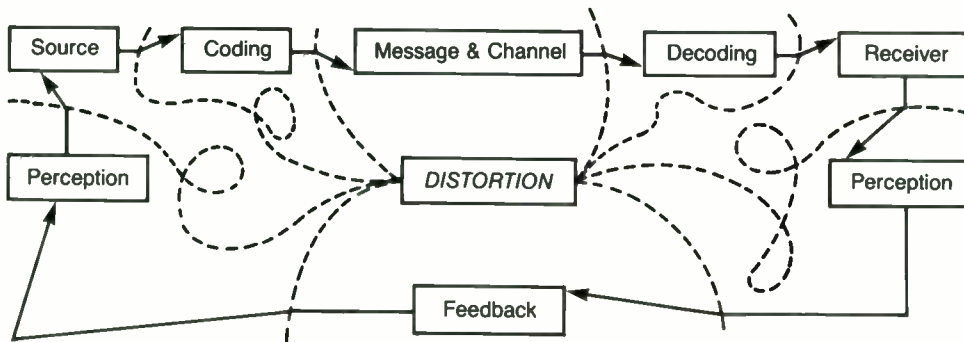 Source
Coding
Message & Channel
Decoding
Receiver
Perception
DISTORTION
Perception
Feedback